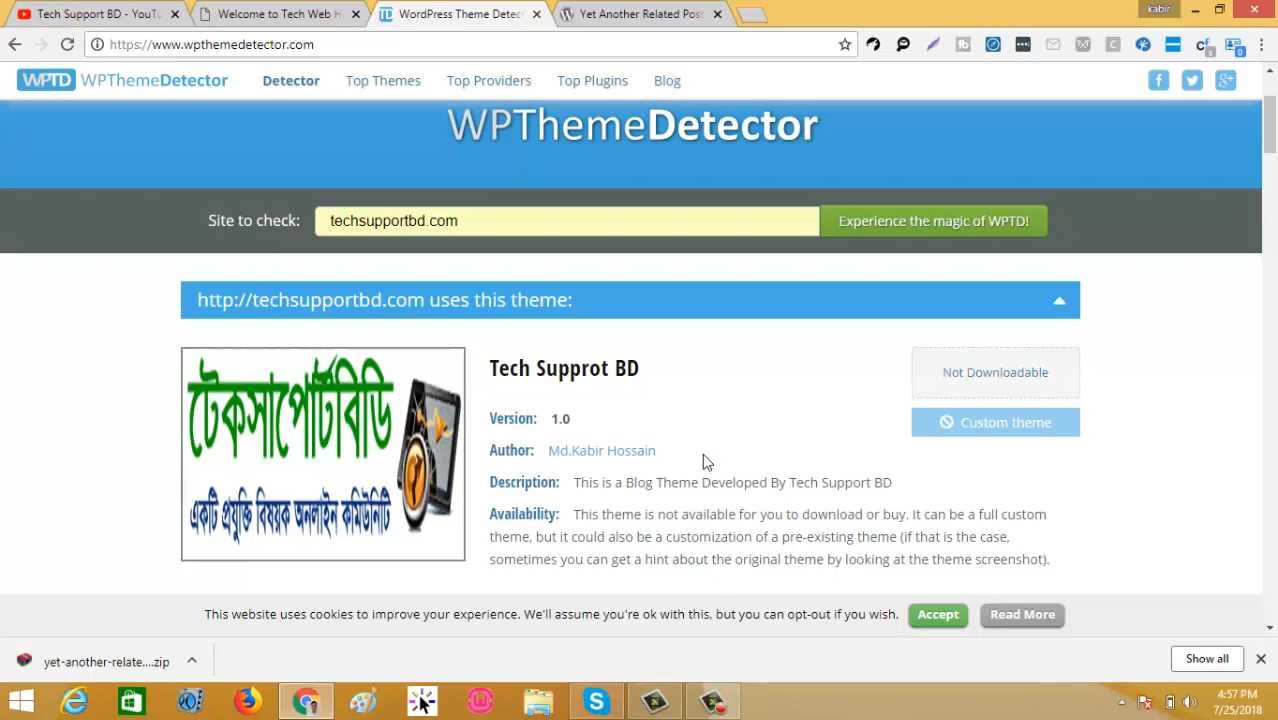 Tech Support BD - YouTu
Welcome to Tech Web H
WordPress Theme Detec
Yet Another Related Post
kabir
https://www.wpthemedetector.com
WPTD WPThemeDetector
Detector
Top Themes
Top Providers
Top Plugins
Blog
WPThemeDetector
Site to check:
techsupportbd.com
Experience the magic of WPTD!
http://techsupportbd.com uses this theme:
টেকসাপোর্টবিডি
একটি প্রযুক্তি বিষয়ক অনলাইন কমিউনিটি
Tech Supprot BD
Version: 1.0
Author: Md.Kabir Hossain
Description: This is a Blog Theme Developed By Tech Support BD
Availability: This theme is not available for you to download or buy. It can be a full custom
theme, but it could also be a customization of a pre-existing theme (if that is the case,
sometimes you can get a hint about the original theme by looking at the theme screenshot).
Not Downloadable
Custom theme
This website uses cookies to improve your experience. We'll assume you're ok with this, but you can opt-out if you wish.
Accept
Read More
yet-another-relate....zip
Show all
4:57 PM
7/25/2018